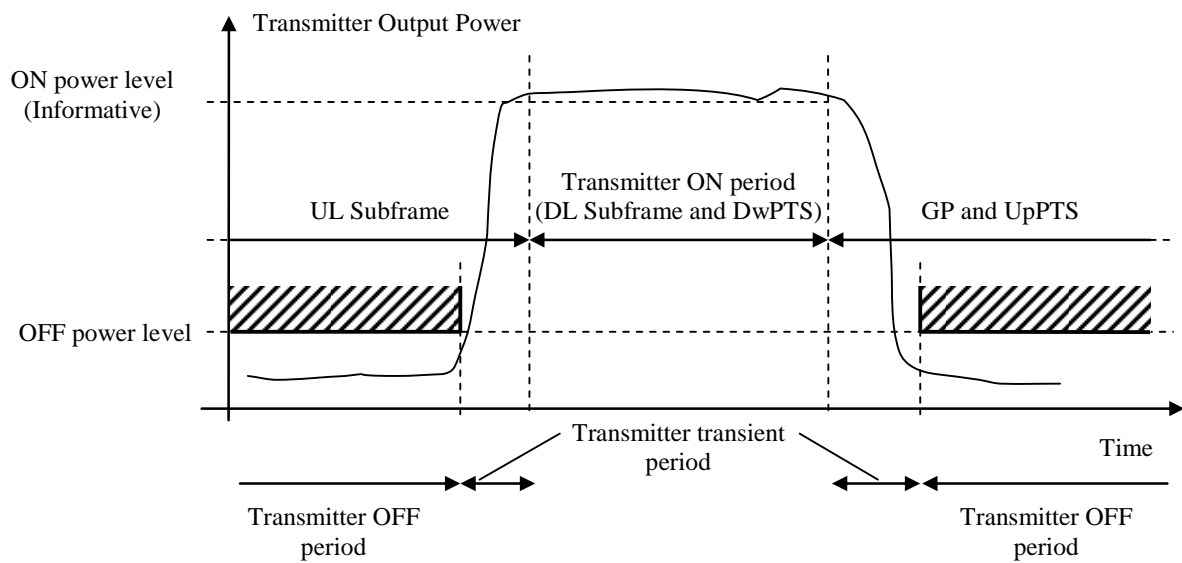 Transmitter Output Power
ON power level
(Informative)
UL Subframe
Transmitter ON period
(DL Subframe and DwPTS)
GP and UpPTS
OFF power level
Transmitter transient
period
Time
Transmitter OFF
period
Transmitter OFF
period